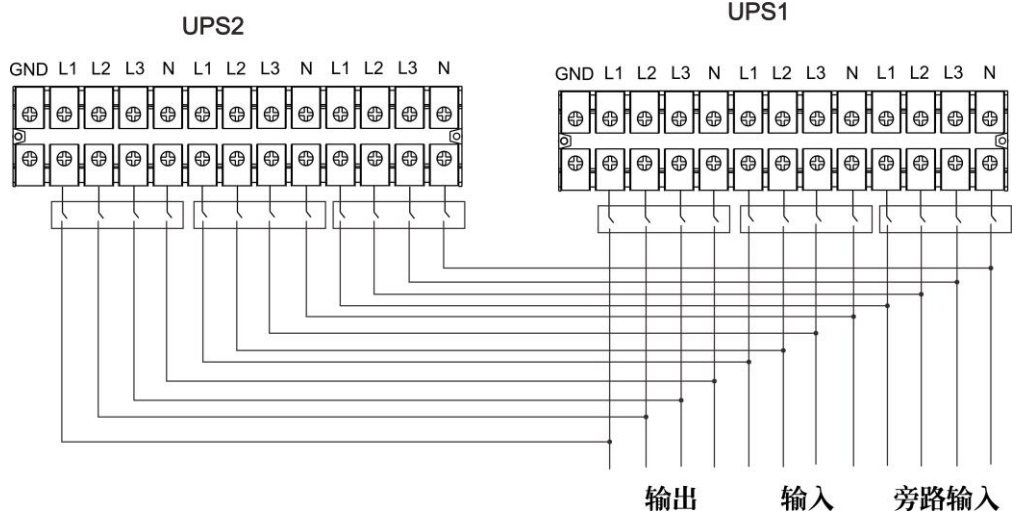 UPS2
UPS1
GND L1 L2 L3 N L1 L2 L3 N L1 L2 L3 N
GND L1 L2 L3 N L1 L2 L3 N L1 L2 L3 N
输出 输入 旁路输入